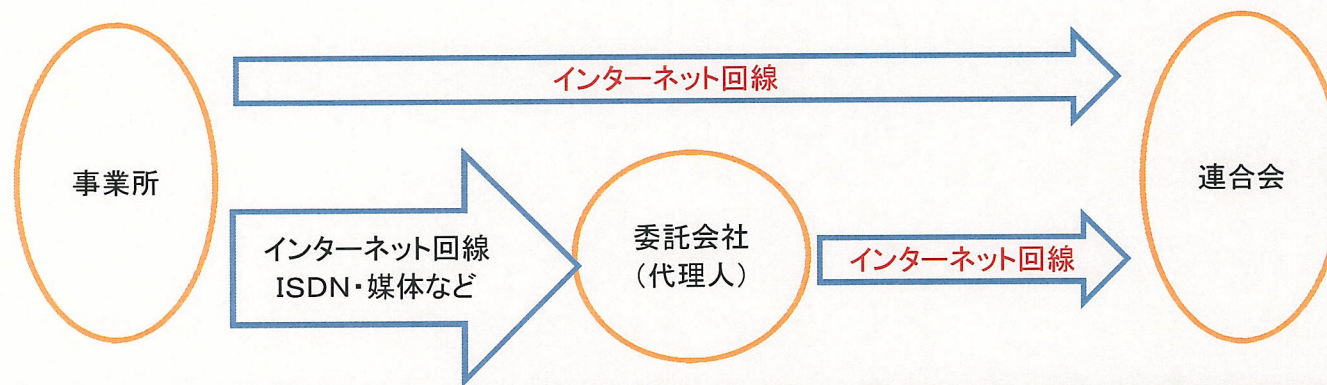 インターネット回線
事業所
連合会
インターネット回線
ISDN・媒体など
委託会社
（代理人）
インターネット回線